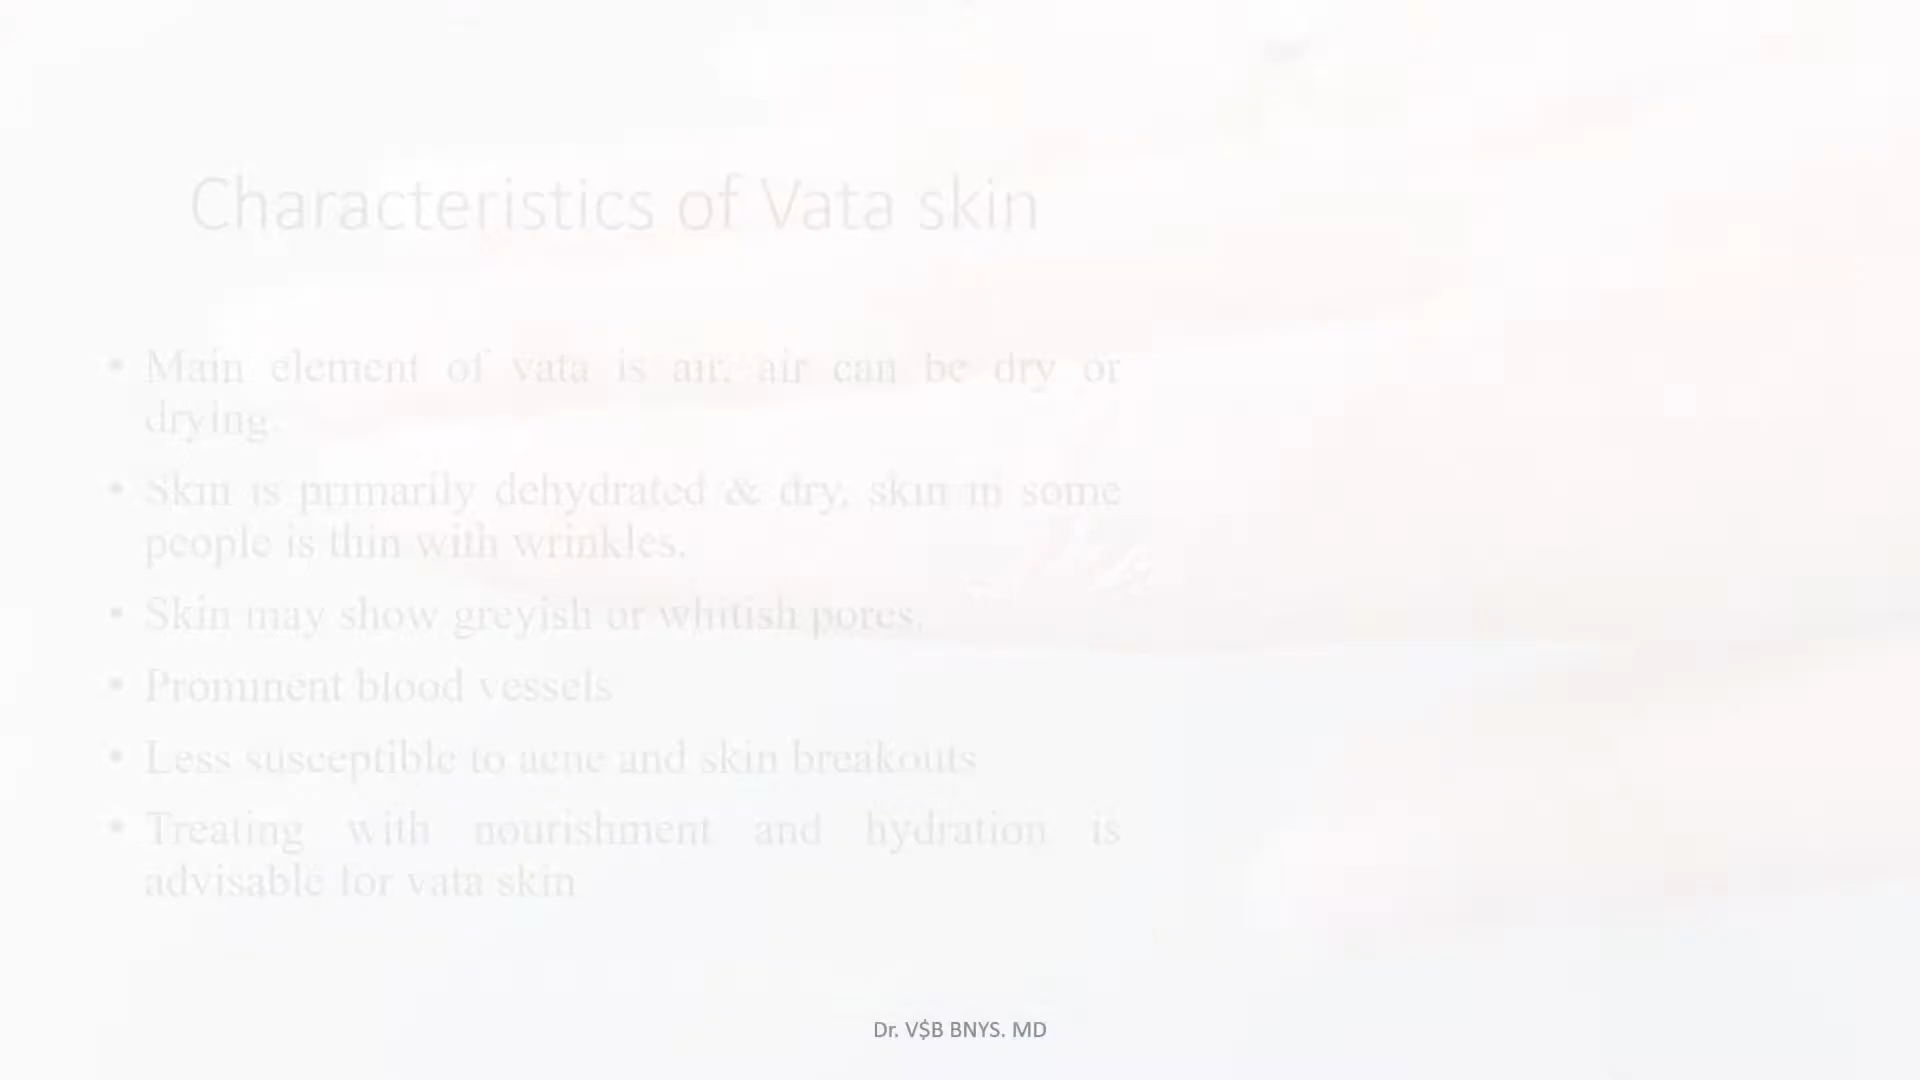 Characteristics of Vata skin
• Main element of vata is air, air can be dry or
drying.
• Skin is primarily dehydrated & dry, skin in some
people is thin with wrinkles.
• Skin may show greyish or whitish pores.
• Prominent blood vessels
• Less susceptible to acne and skin breakouts
• Treating with nourishment and hydration is
advisable for vata skin
Dr. V$B BNYS. MD